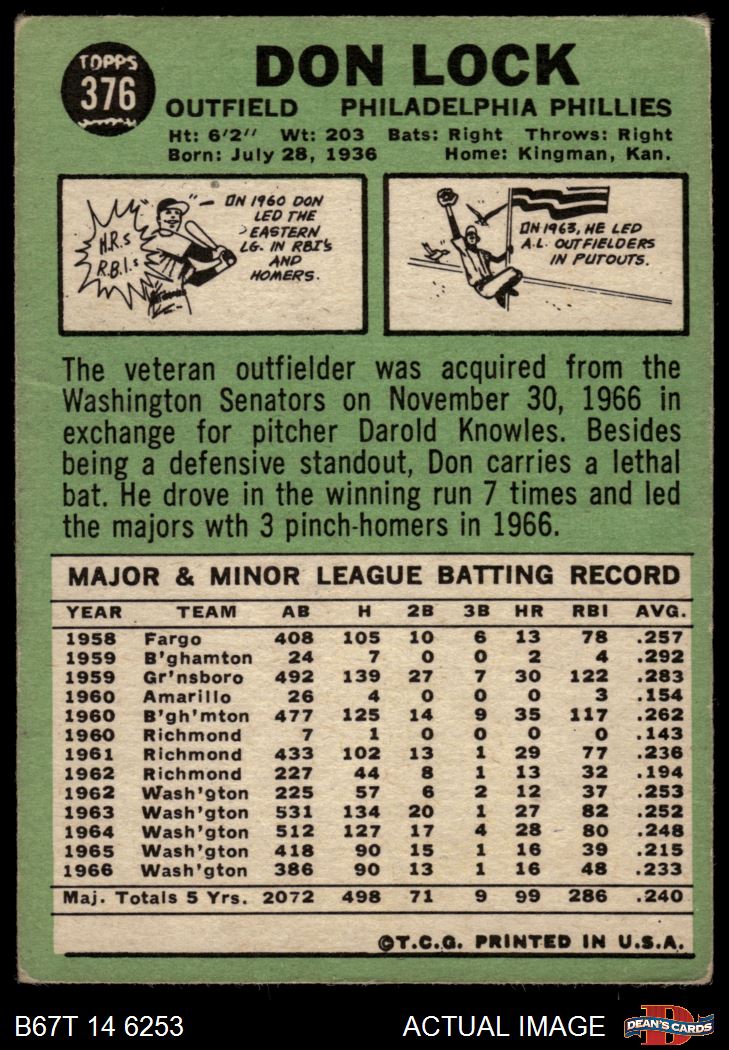 TOPPS
376
DON LOCK
OUTFIELD PHILADELPHIA PHILLIES
Ht: 6'2" Wt: 203 Bats: Right Throws: Right
Born: July 28, 1936 Home: Kingman, Kan.
H.R.s
R.B.I.s
ON 1960 DON
LED THE
EASTERN
LG. IN RBI'S
AND
HOMERS.
ON 1963, HE LED
A.L. OUTFIELDERS
IN PUTOUTS.
The veteran outfielder was acquired from the
Washington Senators on November 30, 1966 in
exchange for pitcher Darold Knowles. Besides
being a defensive standout, Don carries a lethal
bat. He drove in the winning run 7 times and led
the majors wth 3 pinch-homers in 1966.
MAJOR & MINOR LEAGUE BATTING RECORD
YEAR TEAM AB H 2B 3B HR RBI AVG.
1958 Fargo 408 105 10 6 13 78 .257
1959 B'ghamton 24 7 0 0 2 4 .292
1959 Gr'nsboro 492 139 27 7 30 122 .283
1960 Amarillo 26 4 0 0 0 3 .154
1960 B'gh'mton 477 125 14 9 35 117 .262
1960 Richmond 7 1 0 0 0 0 .143
1961 Richmond 433 102 13 1 29 77 .236
1962 Richmond 227 44 8 1 13 32 .194
1962 Wash'gton 225 57 6 2 12 37 .253
1963 Wash'gton 531 134 20 1 27 82 .252
1964 Wash'gton 512 127 17 4 28 80 .248
1965 Wash'gton 418 90 15 1 16 39 .215
1966 Wash'gton 386 90 13 1 16 48 .233
Maj. Totals 5 Yrs. 2072 498 71 9 99 286 .240
©T.C.G. PRINTED IN U.S.A.
B67T 14 6253 ACTUAL IMAGE
D
DEAN'S CARDS